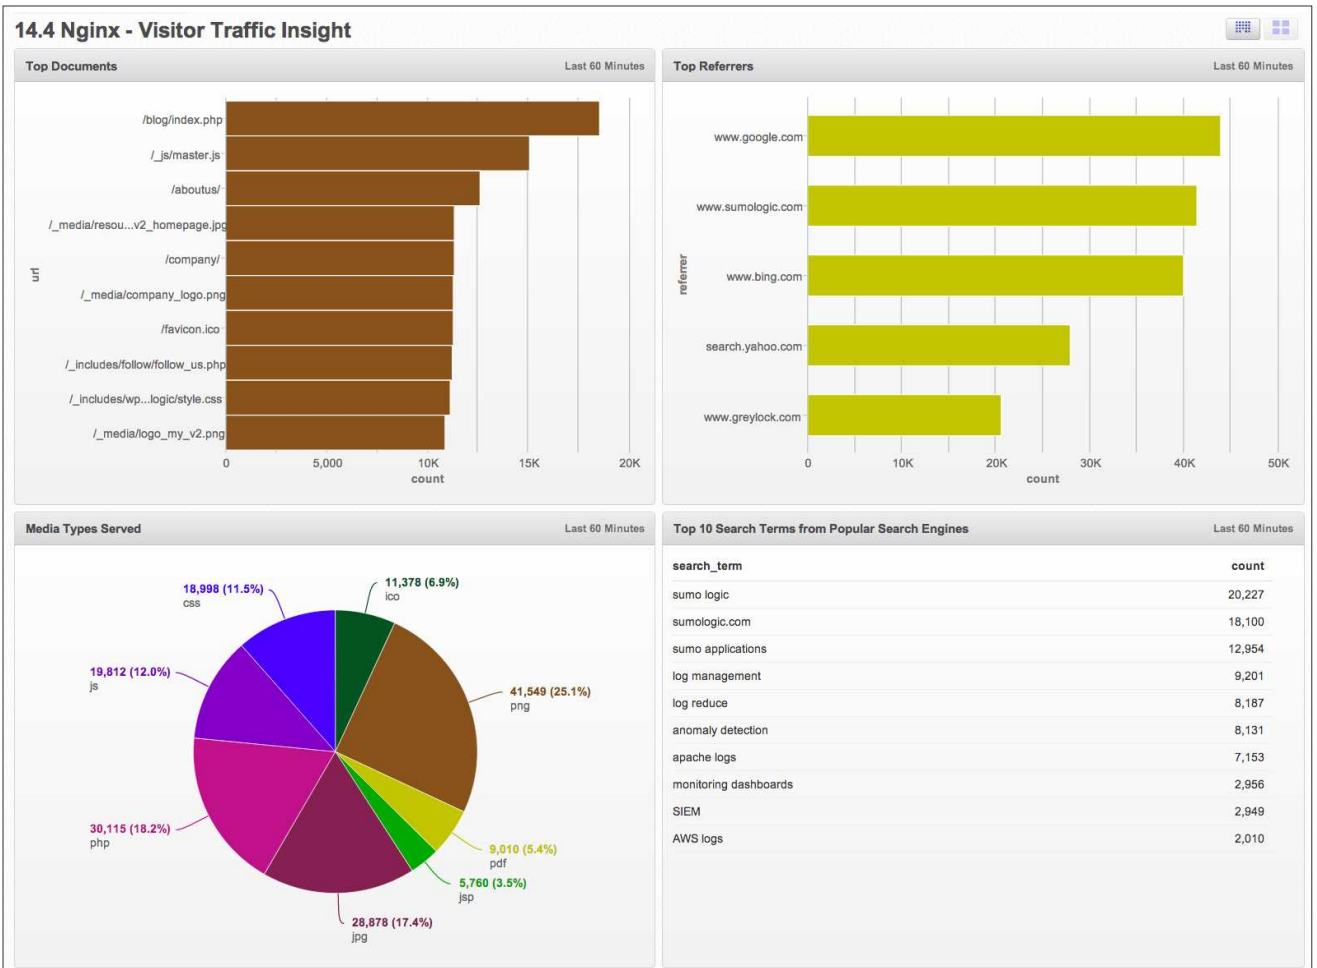 14.4 Nginx - Visitor Traffic Insight
Top Documents
Last 60 Minutes
url
/blog/index.php
/_js/master.js
/aboutus/
/_media/resou...v2_homepage.jpg
/company/
/_media/company_logo.png
/favicon.ico
/_includes/follow/follow_us.php
/_includes/wp...logic/style.css
/_media/logo_my_v2.png
0 5,000 10K 15K 20K
count
Top Referrers
Last 60 Minutes
referrer
www.google.com
www.sumologic.com
www.bing.com
search.yahoo.com
www.greylock.com
0 10K 20K 30K 40K 50K
count
Media Types Served
Last 60 Minutes
11,378 (6.9%)
ico
41,549 (25.1%)
png
9,010 (5.4%)
pdf
5,760 (3.5%)
jsp
28,878 (17.4%)
jpg
30,115 (18.2%)
php
19,812 (12.0%)
js
18,998 (11.5%)
css
Top 10 Search Terms from Popular Search Engines
Last 60 Minutes
search_term count
sumo logic 20,227
sumologic.com 18,100
sumo applications 12,954
log management 9,201
log reduce 8,187
anomaly detection 8,131
apache logs 7,153
monitoring dashboards 2,956
SIEM 2,949
AWS logs 2,010